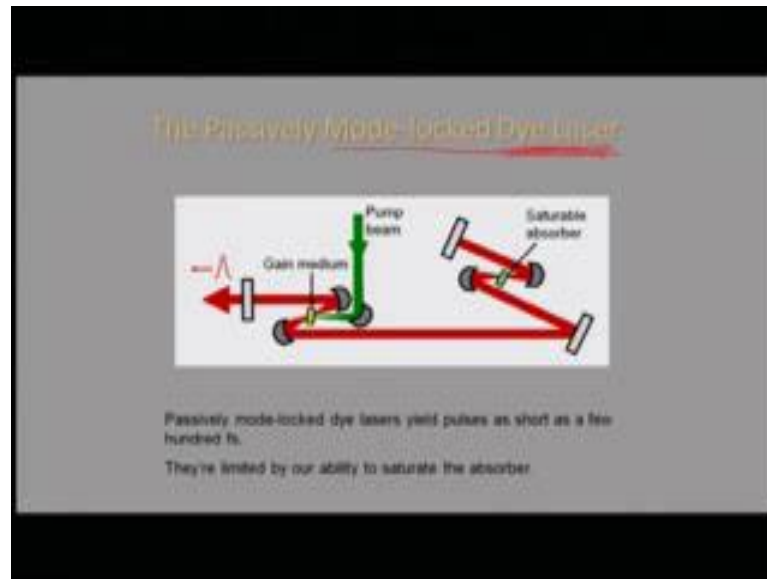 The Passively Mode-locked Dye Laser
Pump
beam
Saturable
absorber
Gain medium
Passively mode-locked dye lasers yield pulses as short as a few
hundred fs.
They're limited by our ability to saturate the absorber.